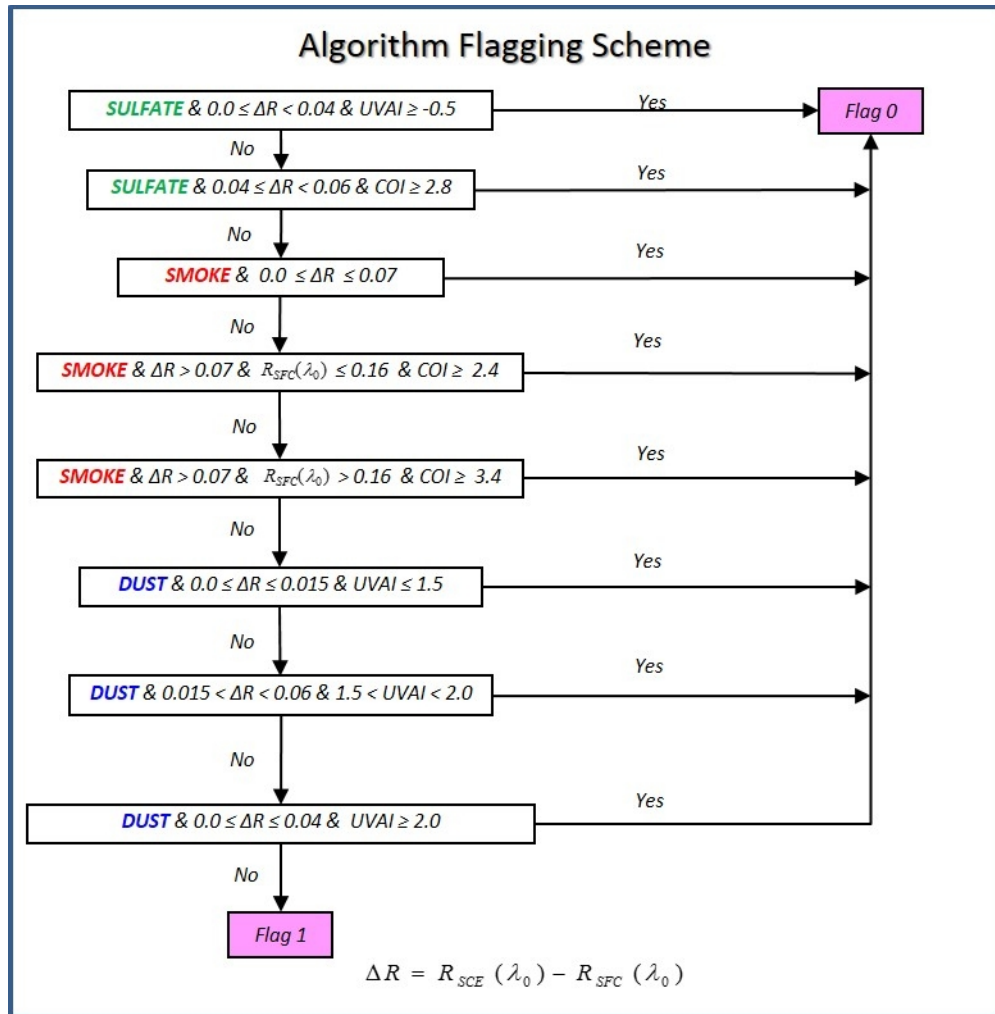 Algorithm Flagging Scheme
SULFATE & 0.0 ≤ ΔR < 0.04 & UVAI ≥ -0.5
Yes
Flag 0
No
SULFATE & 0.04 ≤ ΔR < 0.06 & COI ≥ 2.8
Yes
No
SMOKE & 0.0 ≤ ΔR ≤ 0.07
Yes
No
SMOKE & ΔR > 0.07 & R_SFC(λ₀) ≤ 0.16 & COI ≥ 2.4
Yes
No
SMOKE & ΔR > 0.07 & R_SFC(λ₀) > 0.16 & COI ≥ 3.4
Yes
No
DUST & 0.0 ≤ ΔR ≤ 0.015 & UVAI ≤ 1.5
Yes
No
DUST & 0.015 < ΔR < 0.06 & 1.5 < UVAI < 2.0
Yes
No
DUST & 0.0 ≤ ΔR ≤ 0.04 & UVAI ≥ 2.0
Yes
No
Flag 1
ΔR = R_SCE (λ₀) – R_SFC (λ₀)